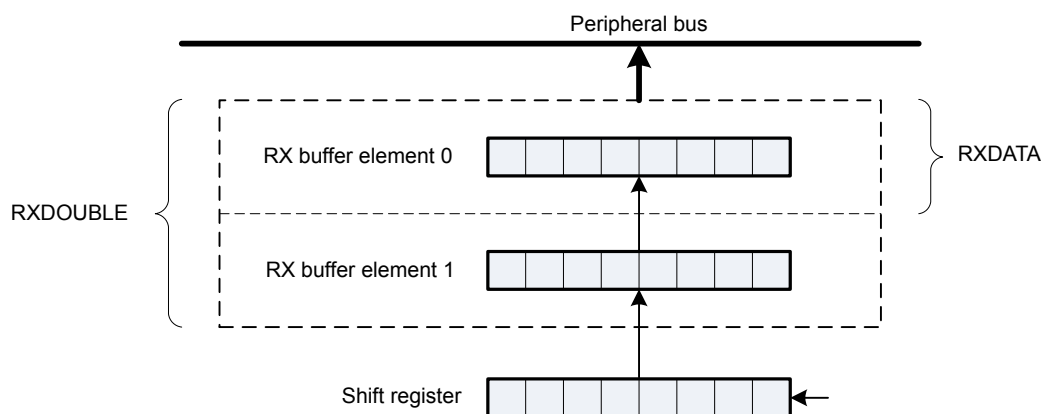 Peripheral bus
RX buffer element 0
RXDATA
RXDOUBLE
RX buffer element 1
Shift register